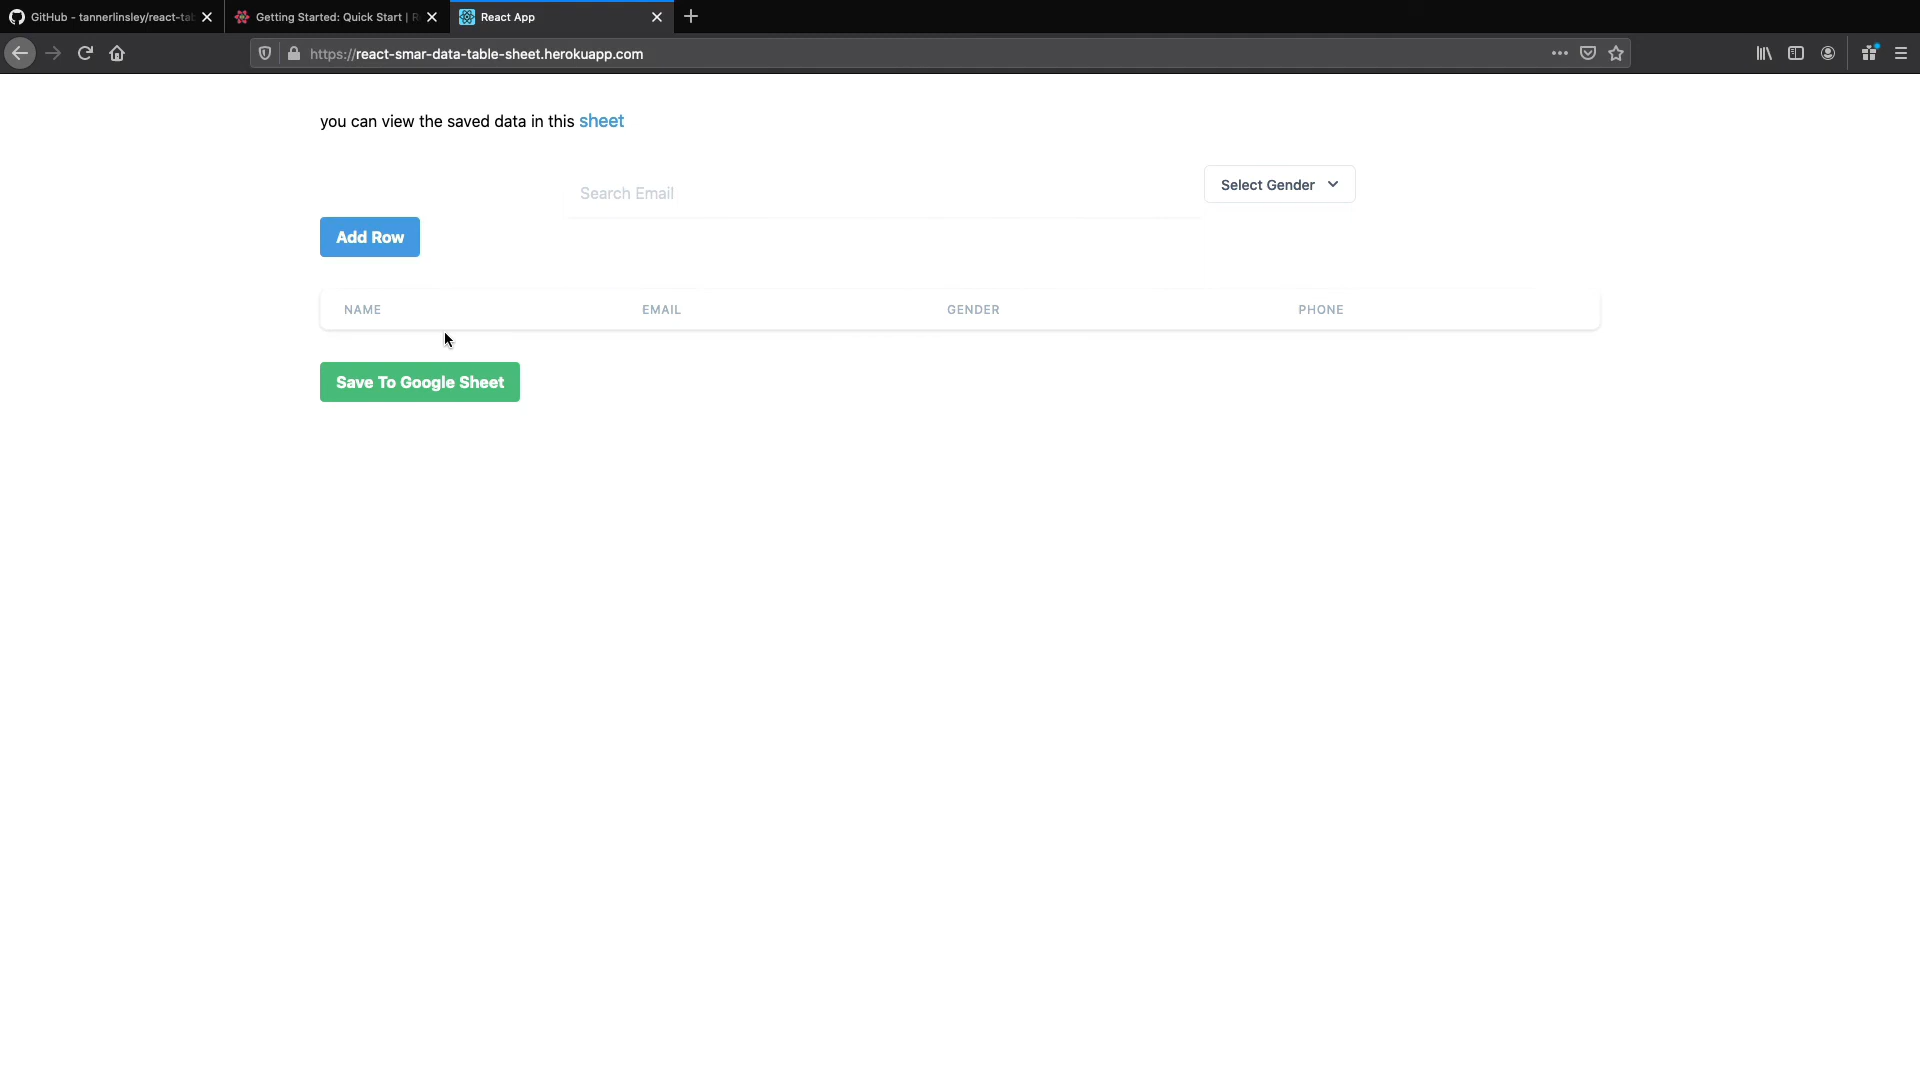 GitHub - tannerlinsley/react-ta
Getting Started: Quick Start |
React App
https://react-smar-data-table-sheet.herokuapp.com
you can view the saved data in this sheet
Search Email
Select Gender
Add Row
NAME EMAIL GENDER PHONE
Save To Google Sheet